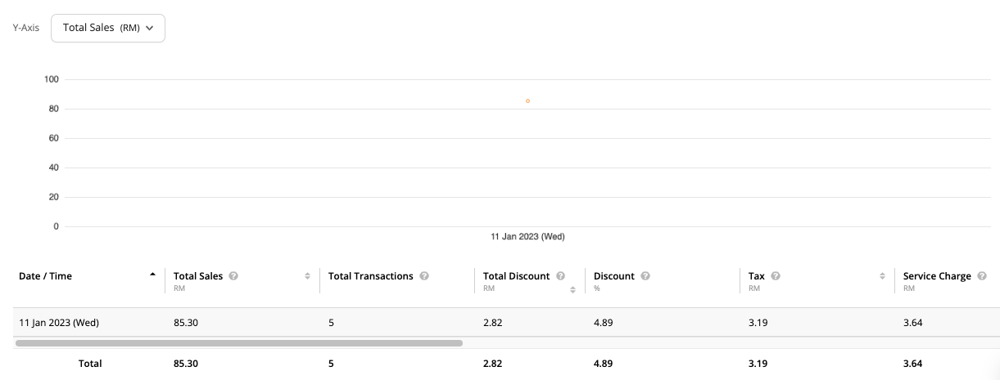 Y-Axis Total Sales (RM)
100
80
60
40
20
0
11 Jan 2023 (Wed)
Date / Time Total Sales ? Total Transactions ? Total Discount ? Discount ? Tax ? Service Charge ?
RM RM % RM RM
11 Jan 2023 (Wed) 85.30 5 2.82 4.89 3.19 3.64
Total 85.30 5 2.82 4.89 3.19 3.64